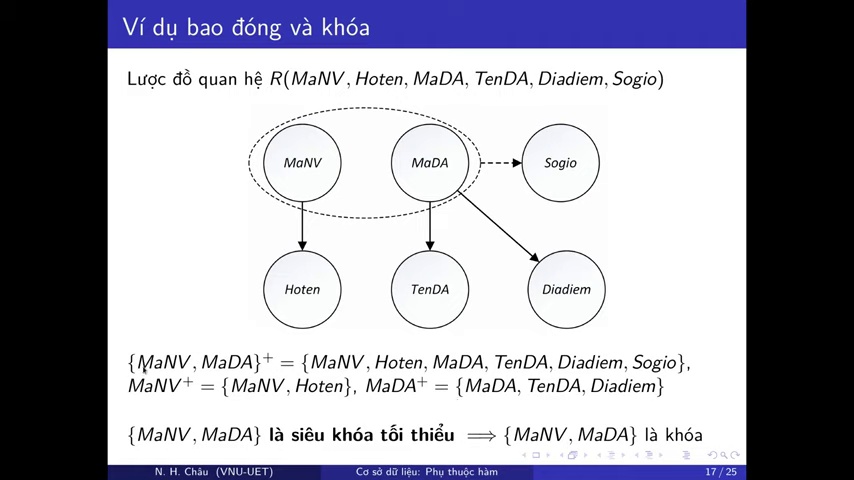 Ví dụ bao đóng và khóa
Lược đồ quan hệ R(MaNV, Hoten, MaDA, TenDA, Diadiem, Sogio)
MaNV MaDA Sogio
Hoten TenDA Diadiem
{MaNV, MaDA}⁺ = {MaNV, Hoten, MaDA, TenDA, Diadiem, Sogio},
MaNV⁺ = {MaNV, Hoten}, MaDA⁺ = {MaDA, TenDA, Diadiem}
{MaNV, MaDA} là siêu khóa tối thiểu ⟹ {MaNV, MaDA} là khóa
N. H. Châu (VNU-UET) Cơ sở dữ liệu: Phụ thuộc hàm 17 / 25